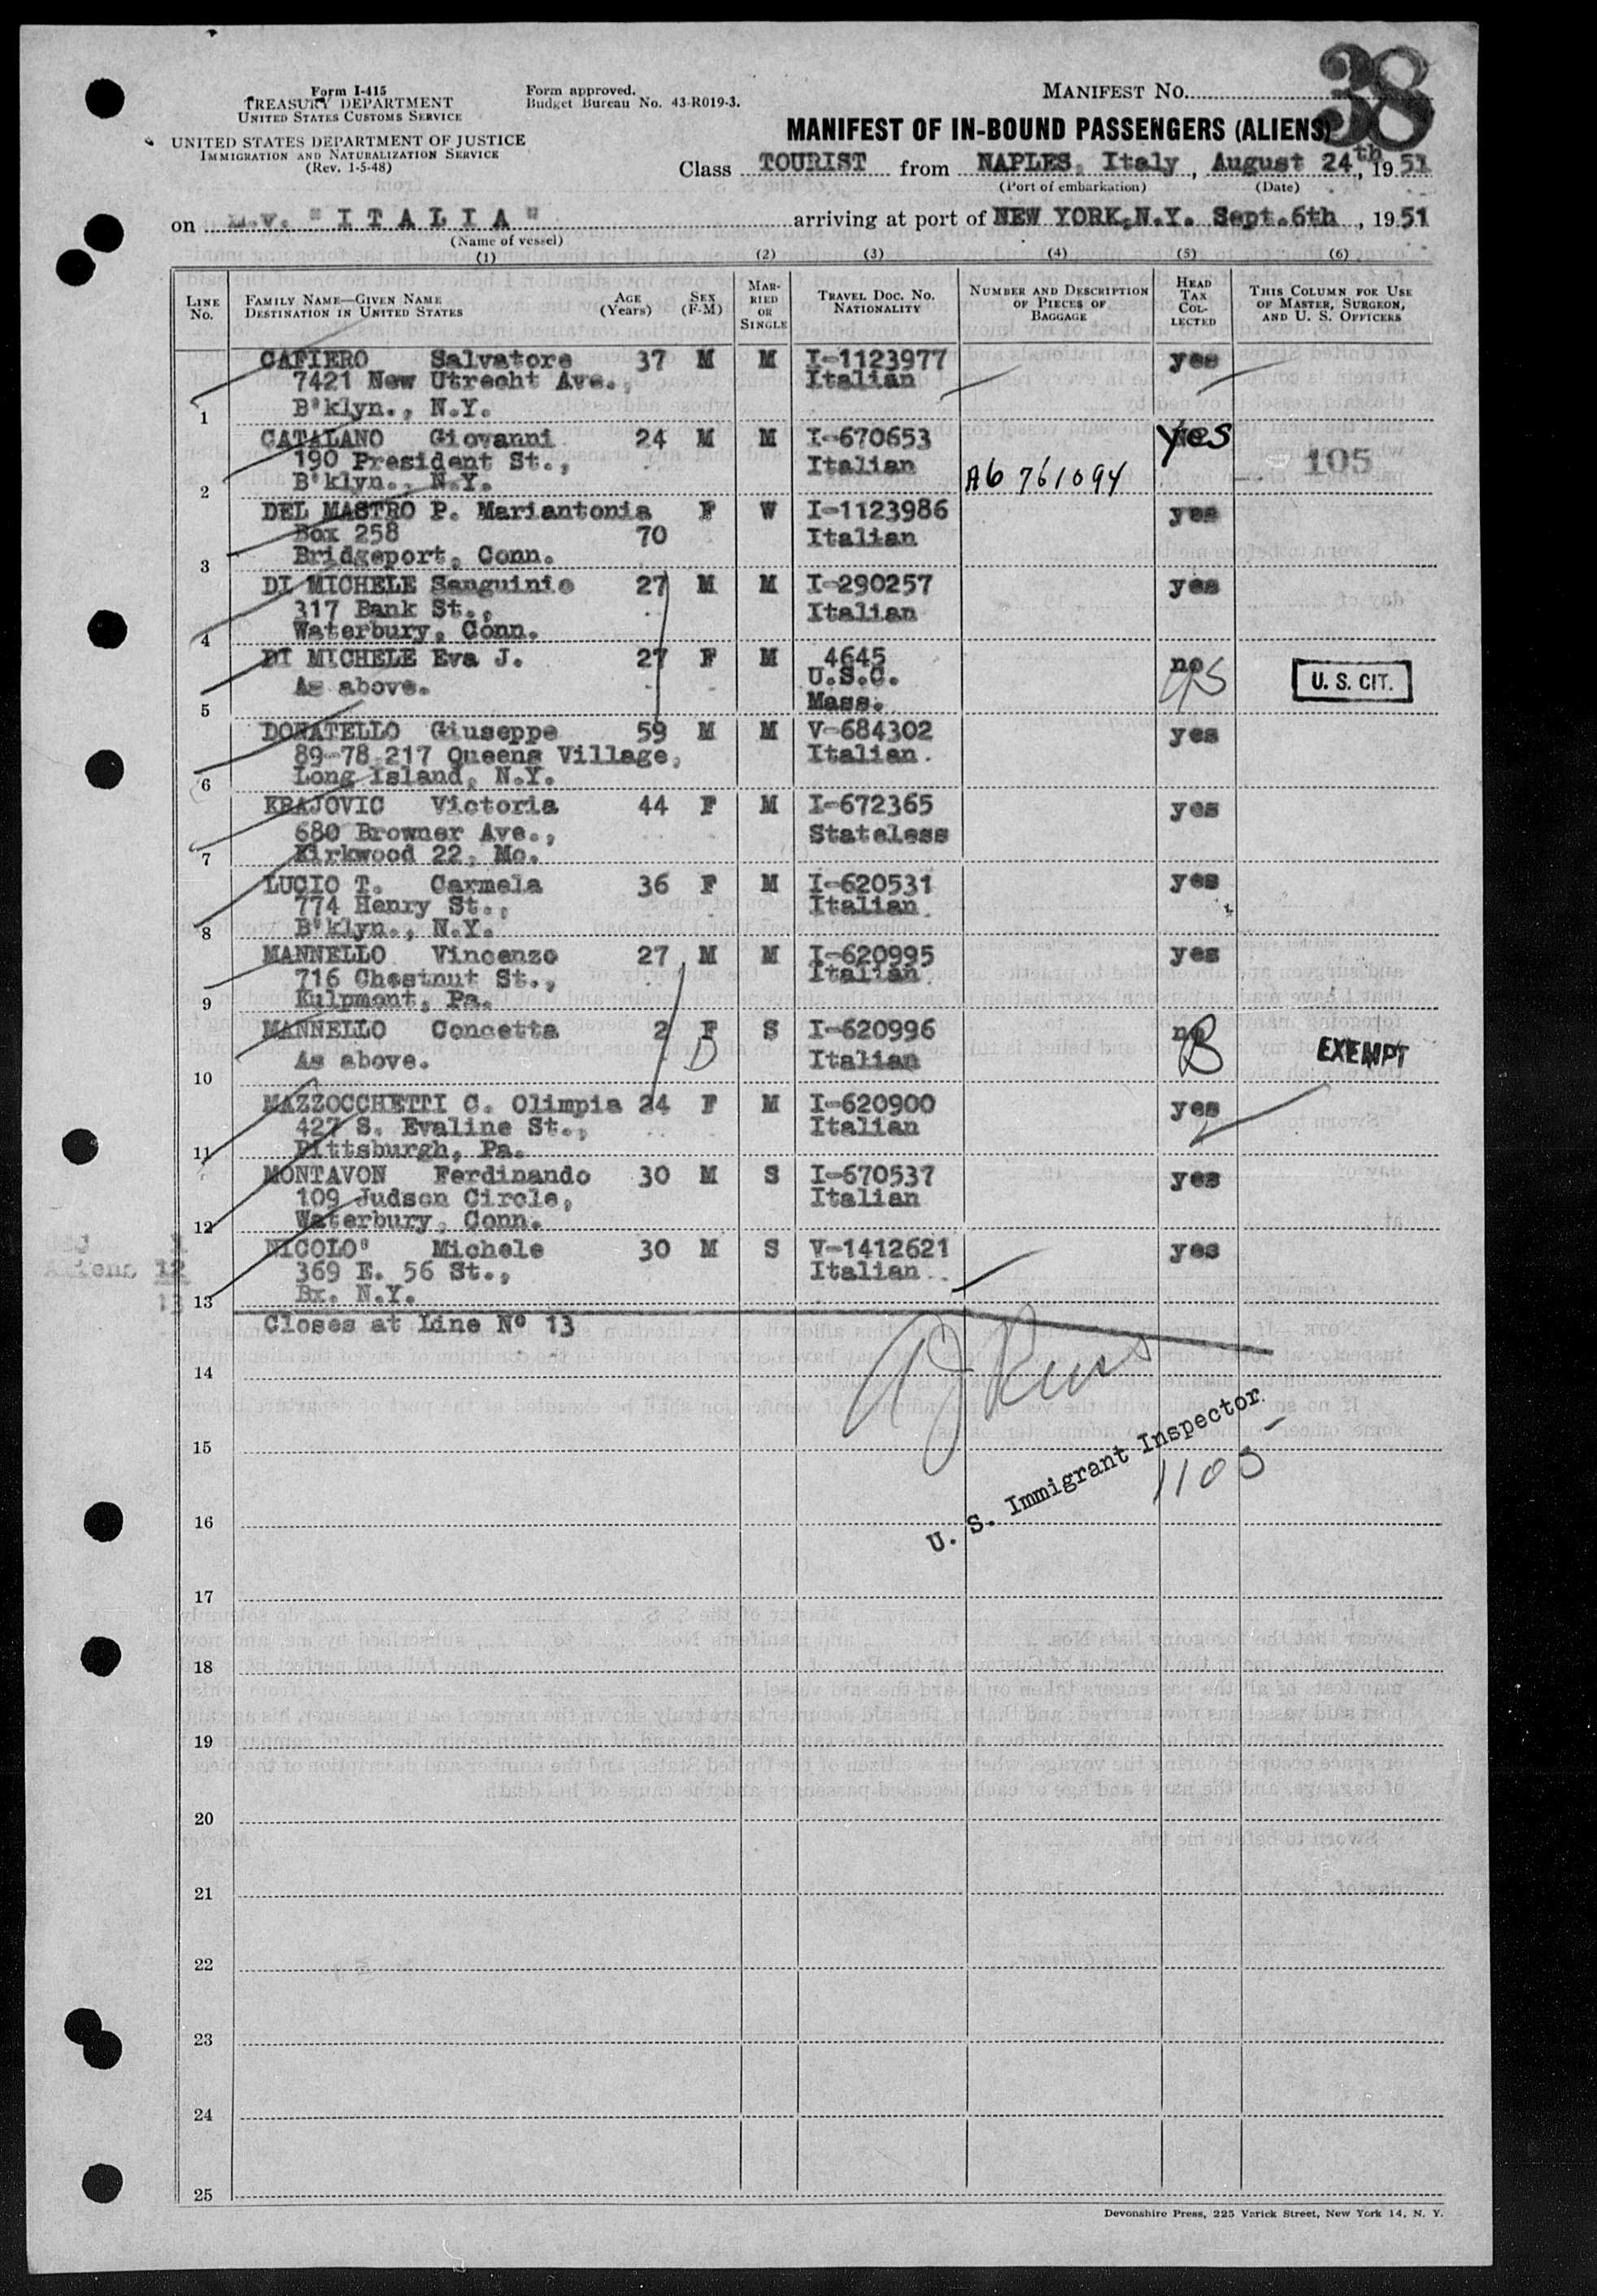 38
Form I-415
TREASURY DEPARTMENT
UNITED STATES CUSTOMS SERVICE
UNITED STATES DEPARTMENT OF JUSTICE
IMMIGRATION AND NATURALIZATION SERVICE
(Rev. 1-5-48)
Form approved.
Budget Bureau No. 43-R019-3.
MANIFEST NO.
MANIFEST OF IN-BOUND PASSENGERS (ALIENS)
Class TOURIST from NAPLES, Italy, August 24th, 1951
(Port of embarkation) (Date)
on M.v. "ITALIA" arriving at port of NEW YORK,N.Y. Sept.6th, 1951
(Name of vessel)
(1) (2) (3) (4) (5) (6)
LINE NO.
FAMILY NAME—GIVEN NAME
DESTINATION IN UNITED STATES
AGE (Years)
SEX (F-M)
MARRIED OR SINGLE
TRAVEL DOC. NO. NATIONALITY
NUMBER AND DESCRIPTION OF PIECES OF BAGGAGE
HEAD TAX COLLECTED
THIS COLUMN FOR USE OF MASTER, SURGEON, AND U. S. OFFICERS
CAFIERO Salvatore 37 M M I-1123977 yes
7421 New Utrecht Ave., Italian
1 B'klyn., N.Y.
CATALANO Giovanni 24 M M I-670653 yes
190 President St., Italian A6 761094 105
2 B'klyn., N.Y.
DEL MASTRO P. Mariantonia F W I-1123986 yes
Box 258 70 Italian
3 Bridgeport, Conn.
DI MICHELE Sanguinio 27 M M I-290257 yes
317 Bank St., Italian
4 Waterbury, Conn.
DI MICHELE Eva J. 27 F M 4645 no
As above. U.S.C. U. S. CIT.
5 Mass.
DONATELLO Giuseppe 59 M M V-684302 yes
89-78 217 Queens Village, Italian.
6 Long Island, N.Y.
KRAJOVIC Victoria 44 F M I-672365 yes
680 Browner Ave., Stateless
7 Kirkwood 22, Mo.
LUCIO T. Carmela 36 F M I-620531 yes
774 Henry St., Italian.
8 B'klyn., N.Y.
MANNELLO Vincenzo 27 M M I-620995 yes
716 Chestnut St., Italian.
9 Kulpmont, Pa.
MANNELLO Concetta 2 F S I-620996 no
As above. Italian EXEMPT
10
MAZZOCCHETTI C. Olimpia 24 F M I-620900 yes
427 S. Evaline St., Italian
11 Pittsburgh, Pa.
MONTAVON Ferdinando 30 M S I-670537 yes
109 Judson Circle, Italian
12 Waterbury, Conn.
NICOLO' Michele 30 M S V-1412621 yes
369 E. 56 St., Italian..
13 Bx. N.Y.
Aliens 12
13
Closes at Line Nº 13
14
15
U. S. Immigrant Inspector.
1105
16
17
18
19
20
21
22
23
24
25
Devonshire Press, 225 Varick Street, New York 14, N. Y.